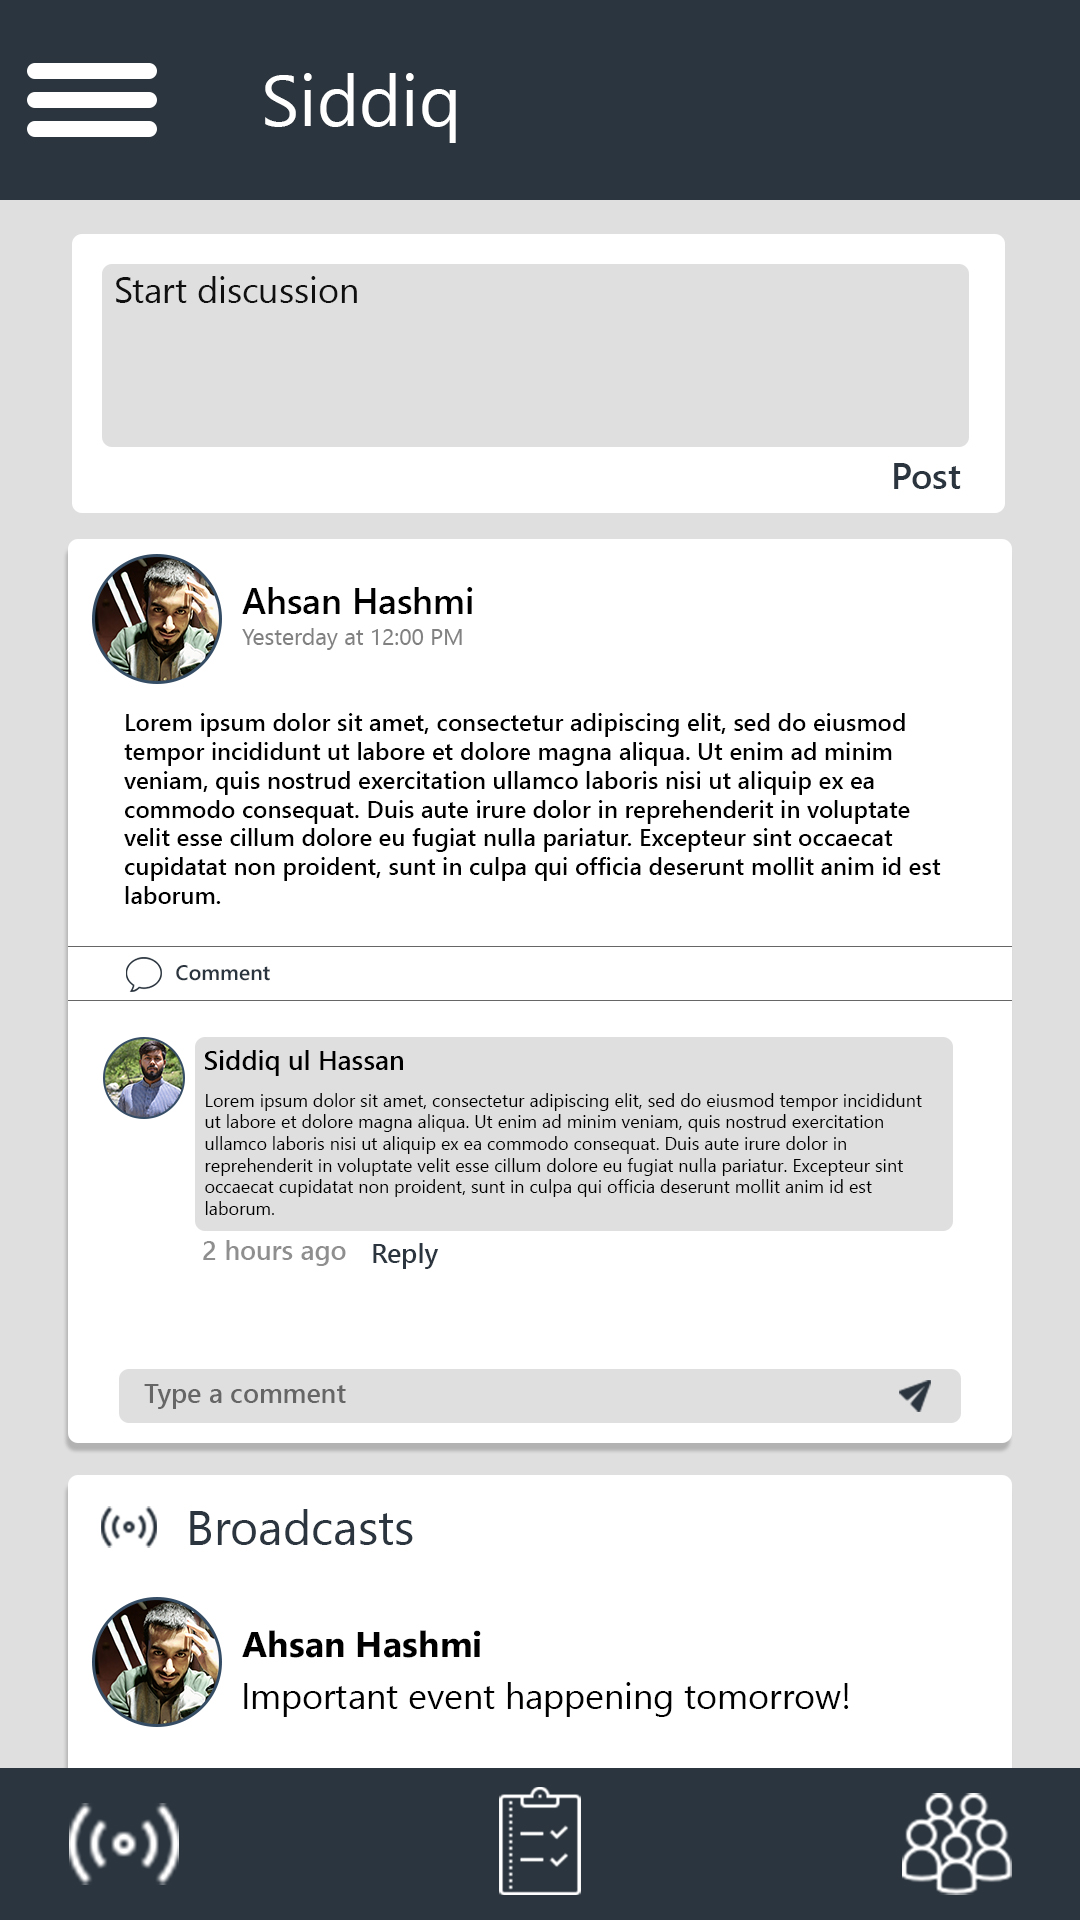 Siddiq
Start discussion
Post
Ahsan Hashmi
Yesterday at 12:00 PM
Lorem ipsum dolor sit amet, consectetur adipiscing elit, sed do eiusmod
tempor incididunt ut labore et dolore magna aliqua. Ut enim ad minim
veniam, quis nostrud exercitation ullamco laboris nisi ut aliquip ex ea
commodo consequat. Duis aute irure dolor in reprehenderit in voluptate
velit esse cillum dolore eu fugiat nulla pariatur. Excepteur sint occaecat
cupidatat non proident, sunt in culpa qui officia deserunt mollit anim id est
laborum.
Comment
Siddiq ul Hassan
Lorem ipsum dolor sit amet, consectetur adipiscing elit, sed do eiusmod tempor incididunt
ut labore et dolore magna aliqua. Ut enim ad minim veniam, quis nostrud exercitation
ullamco laboris nisi ut aliquip ex ea commodo consequat. Duis aute irure dolor in
reprehenderit in voluptate velit esse cillum dolore eu fugiat nulla pariatur. Excepteur sint
occaecat cupidatat non proident, sunt in culpa qui officia deserunt mollit anim id est
laborum.
2 hours ago Reply
Type a comment
Broadcasts
Ahsan Hashmi
Important event happening tomorrow!